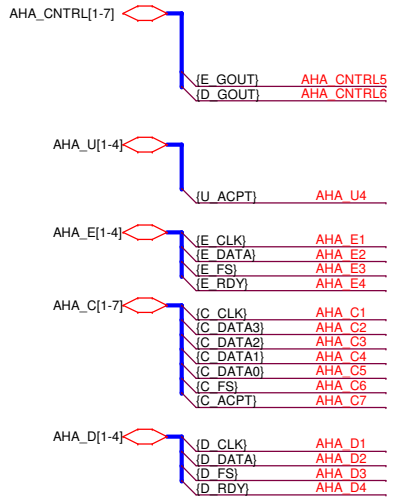 AHA_CNTRL[1-7]
{E_GOUT} AHA_CNTRL5
{D_GOUT} AHA_CNTRL6
AHA_U[1-4]
{U_ACPT} AHA_U4
AHA_E[1-4]
{E_CLK} AHA_E1
{E_DATA} AHA_E2
{E_FS} AHA_E3
{E_RDY} AHA_E4
AHA_C[1-7]
{C_CLK} AHA_C1
{C_DATA3} AHA_C2
{C_DATA2} AHA_C3
{C_DATA1} AHA_C4
{C_DATA0} AHA_C5
{C_FS} AHA_C6
{C_ACPT} AHA_C7
AHA_D[1-4]
{D_CLK} AHA_D1
{D_DATA} AHA_D2
{D_FS} AHA_D3
{D_RDY} AHA_D4